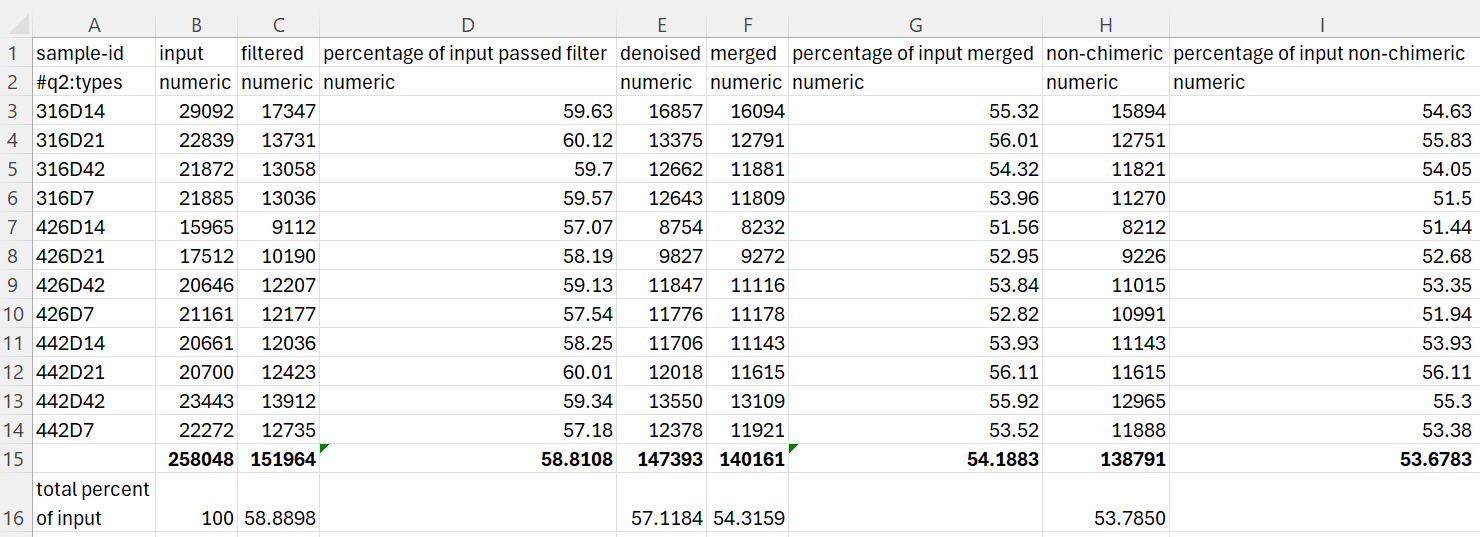 A B C D E F G H I
1 sample-id input filtered percentage of input passed filter denoised merged percentage of input merged non-chimeric percentage of input non-chimeric
2 #q2:types numeric numeric numeric numeric numeric numeric numeric numeric
3 316D14 29092 17347 59.63 16857 16094 55.32 15894 54.63
4 316D21 22839 13731 60.12 13375 12791 56.01 12751 55.83
5 316D42 21872 13058 59.7 12662 11881 54.32 11821 54.05
6 316D7 21885 13036 59.57 12643 11809 53.96 11270 51.5
7 426D14 15965 9112 57.07 8754 8232 51.56 8212 51.44
8 426D21 17512 10190 58.19 9827 9272 52.95 9226 52.68
9 426D42 20646 12207 59.13 11847 11116 53.84 11015 53.35
10 426D7 21161 12177 57.54 11776 11178 52.82 10991 51.94
11 442D14 20661 12036 58.25 11706 11143 53.93 11143 53.93
12 442D21 20700 12423 60.01 12018 11615 56.11 11615 56.11
13 442D42 23443 13912 59.34 13550 13109 55.92 12965 55.3
14 442D7 22272 12735 57.18 12378 11921 53.52 11888 53.38
15 258048 151964 58.8108 147393 140161 54.1883 138791 53.6783
total percent
16 of input 100 58.8898 57.1184 54.3159 53.7850